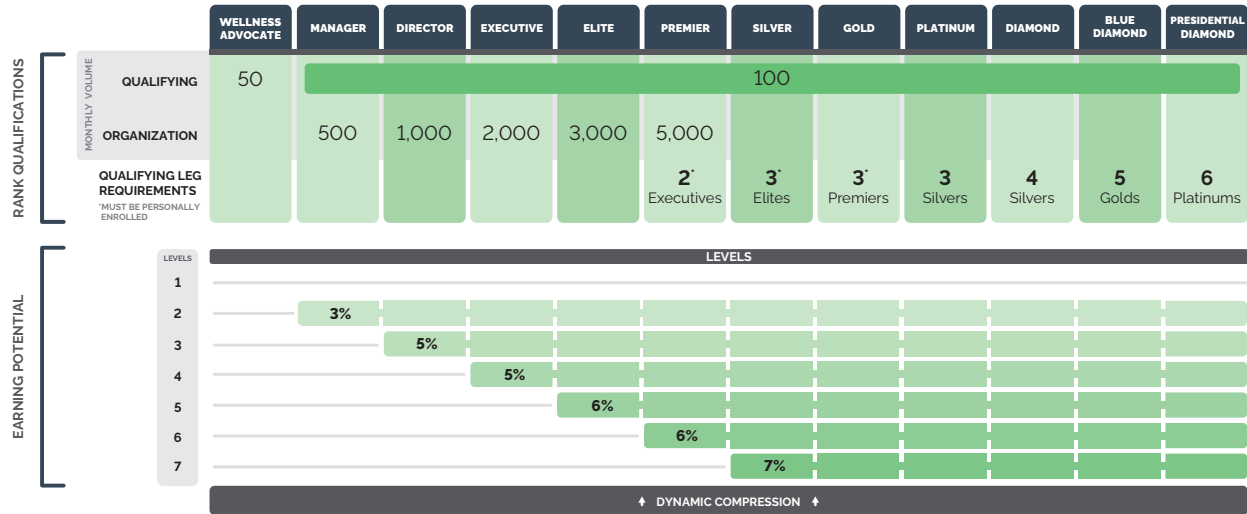 WELLNESS ADVOCATE MANAGER DIRECTOR EXECUTIVE ELITE PREMIER SILVER GOLD PLATINUM DIAMOND BLUE DIAMOND PRESIDENTIAL DIAMOND
RANK QUALIFICATIONS
MONTHLY VOLUME
QUALIFYING 50 100
ORGANIZATION 500 1,000 2,000 3,000 5,000
QUALIFYING LEG
REQUIREMENTS
*MUST BE PERSONALLY
ENROLLED
2* 3* 3* 3 4 5 6
Executives Elites Premiers Silvers Silvers Golds Platinums
EARNING POTENTIAL
LEVELS LEVELS
1
2 3%
3 5%
4 5%
5 6%
6 6%
7 7%
DYNAMIC COMPRESSION